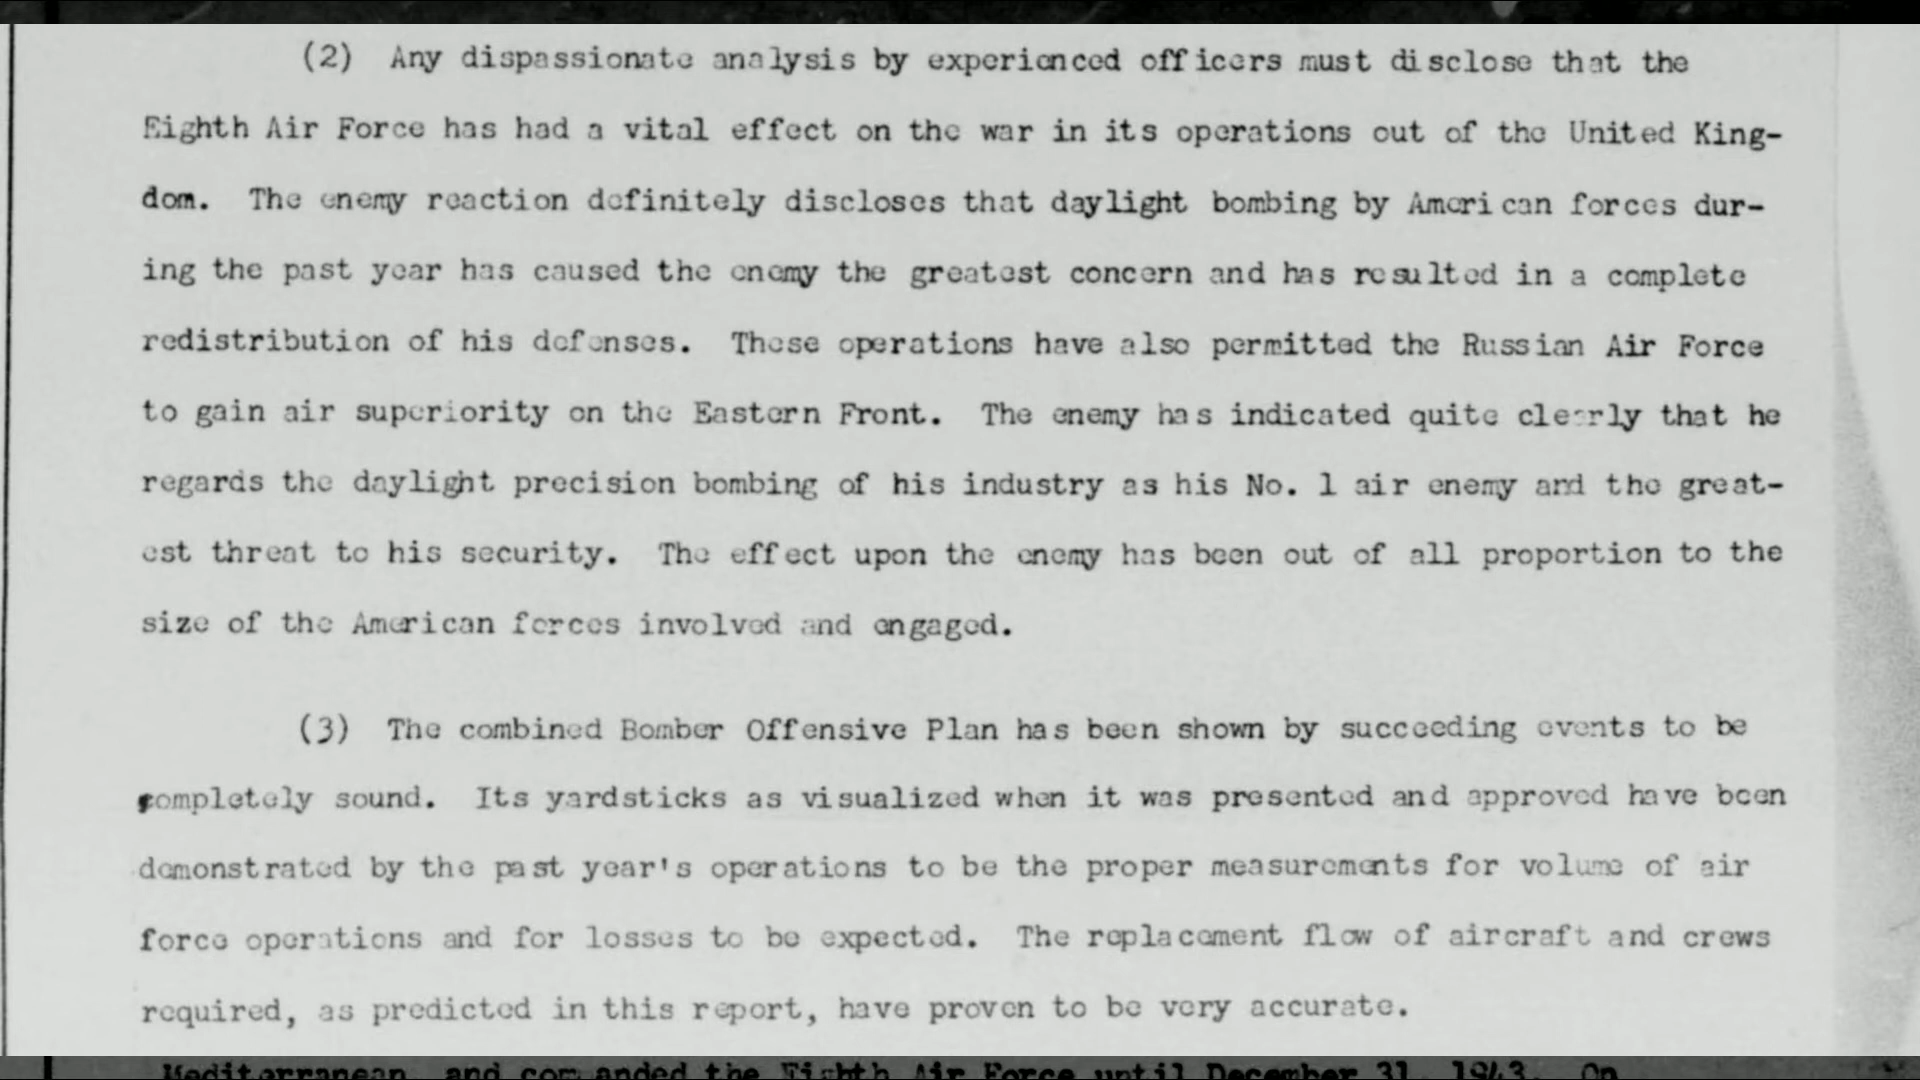 (2) Any dispassionate analysis by experienced officers must disclose that the
Eighth Air Force has had a vital effect on the war in its operations out of the United King-
dom. The enemy reaction definitely discloses that daylight bombing by American forces dur-
ing the past year has caused the enemy the greatest concern and has resulted in a complete
redistribution of his defenses. These operations have also permitted the Russian Air Force
to gain air superiority on the Eastern Front. The enemy has indicated quite clearly that he
regards the daylight precision bombing of his industry as his No. 1 air enemy and the great-
est threat to his security. The effect upon the enemy has been out of all proportion to the
size of the American forces involved and engaged.
(3) The combined Bomber Offensive Plan has been shown by succeeding events to be
completely sound. Its yardsticks as visualized when it was presented and approved have been
demonstrated by the past year's operations to be the proper measurements for volume of air
force operations and for losses to be expected. The replacement flow of aircraft and crews
required, as predicted in this report, have proven to be very accurate.
Mediterranean, and commanded the Eighth Air Force until December 31, 1943. On